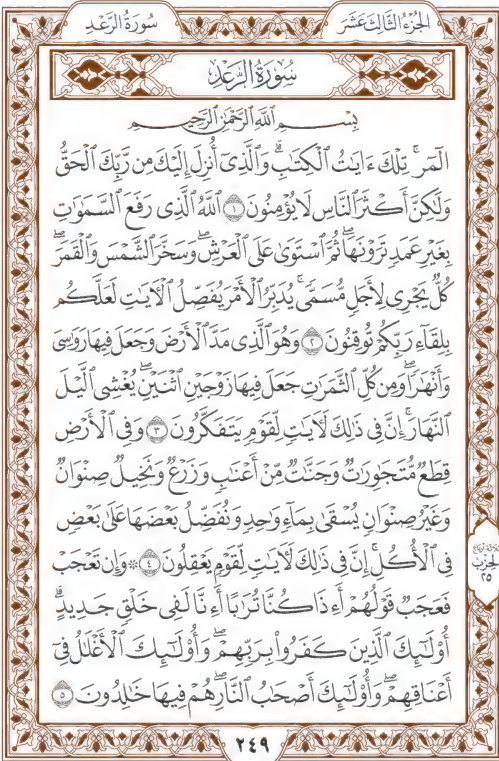 سُورَةُ الرَّعْدِ
الجُزْءُ الثَّالِثَ عَشَرَ
سُورَةُ الرَّعْدِ
بِسْمِ ٱللَّهِ ٱلرَّحْمَٰنِ ٱلرَّحِيمِ
الٓمٓرۚ تِلْكَ ءَايَٰتُ ٱلْكِتَٰبِۗ وَٱلَّذِيٓ أُنزِلَ إِلَيْكَ مِن رَّبِّكَ ٱلْحَقُّ
وَلَٰكِنَّ أَكْثَرَ ٱلنَّاسِ لَا يُؤْمِنُونَ ١ ٱللَّهُ ٱلَّذِي رَفَعَ ٱلسَّمَٰوَٰتِ
بِغَيْرِ عَمَدٍ تَرَوْنَهَاۖ ثُمَّ ٱسْتَوَىٰ عَلَى ٱلْعَرْشِۖ وَسَخَّرَ ٱلشَّمْسَ وَٱلْقَمَرَۖ
كُلٌّ يَجْرِي لِأَجَلٍ مُّسَمًّىۚ يُدَبِّرُ ٱلْأَمْرَ يُفَصِّلُ ٱلْءَايَٰتِ لَعَلَّكُم
بِلِقَآءِ رَبِّكُمْ تُوقِنُونَ ٢ وَهُوَ ٱلَّذِي مَدَّ ٱلْأَرْضَ وَجَعَلَ فِيهَا رَوَٰسِيَ
وَأَنْهَٰرًاۖ وَمِن كُلِّ ٱلثَّمَرَٰتِ جَعَلَ فِيهَا زَوْجَيْنِ ٱثْنَيْنِۖ يُغْشِي ٱلَّيْلَ
ٱلنَّهَارَۚ إِنَّ فِي ذَٰلِكَ لَءَايَٰتٍ لِّقَوْمٍ يَتَفَكَّرُونَ ٣ وَفِي ٱلْأَرْضِ
قِطَعٌ مُّتَجَٰوِرَٰتٌ وَجَنَّٰتٌ مِّنْ أَعْنَٰبٍ وَزَرْعٌ وَنَخِيلٌ صِنْوَانٌ
وَغَيْرُ صِنْوَانٍ يُسْقَىٰ بِمَآءٍ وَٰحِدٍ وَنُفَضِّلُ بَعْضَهَا عَلَىٰ بَعْضٍ
فِي ٱلْأُكُلِۚ إِنَّ فِي ذَٰلِكَ لَءَايَٰتٍ لِّقَوْمٍ يَعْقِلُونَ ٤ ۞ وَإِن تَعْجَبْ
فَعَجَبٌ قَوْلُهُمْ أَءِذَا كُنَّا تُرَٰبًا أَءِنَّا لَفِي خَلْقٍ جَدِيدٍۗ
أُو۟لَٰٓئِكَ ٱلَّذِينَ كَفَرُوا۟ بِرَبِّهِمْۖ وَأُو۟لَٰٓئِكَ ٱلْأَغْلَٰلُ فِيٓ
أَعْنَاقِهِمْۖ وَأُو۟لَٰٓئِكَ أَصْحَٰبُ ٱلنَّارِۖ هُمْ فِيهَا خَٰلِدُونَ ٥
الحِزْب
٢٥
٢٤٩